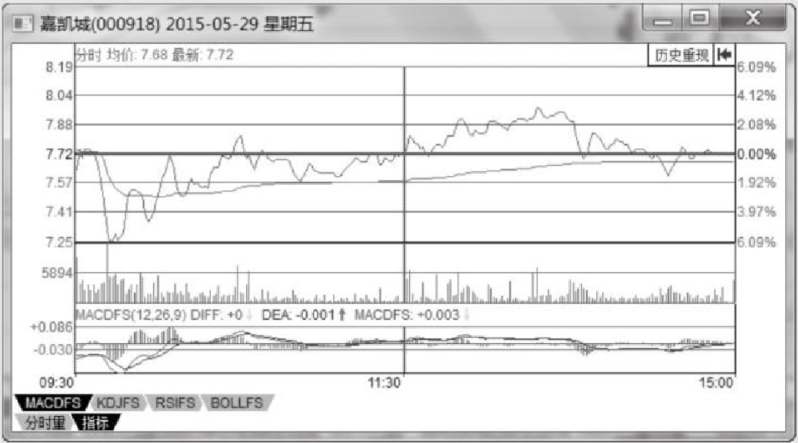 嘉凯城(000918) 2015-05-29 星期五
分时 均价: 7.68 最新: 7.72
历史重现
8.19 6.09%
8.04 4.12%
7.88 2.08%
7.72 0.00%
7.57 1.92%
7.41 3.97%
7.25 6.09%
5894
MACDFS(12,26,9) DIFF: +0↓ DEA: -0.001↑ MACDFS: +0.003↓
+0.086
-0.030
09:30 11:30 15:00
MACDFS KDJFS RSIFS BOLLFS
分时量 指标